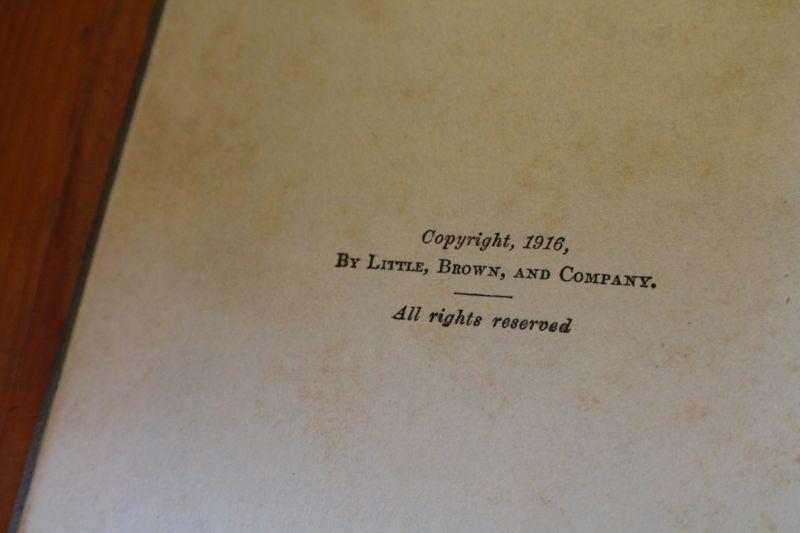 Copyright, 1916,
By Little, Brown, and Company.
All rights reserved